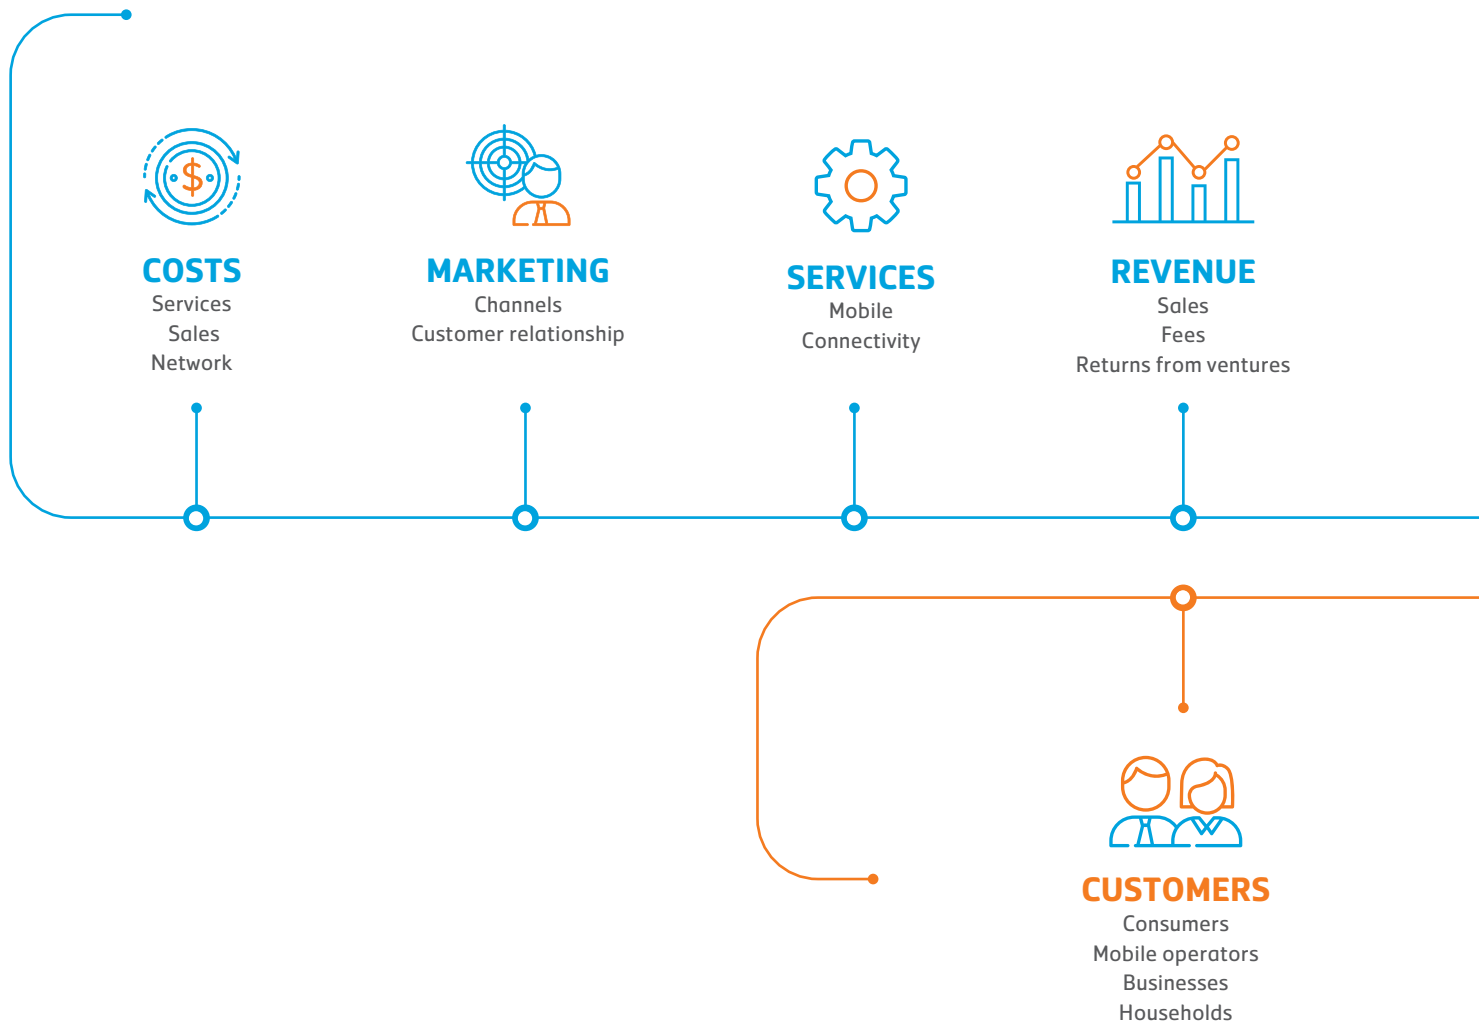 $
COSTS
Services
Sales
Network
MARKETING
Channels
Customer relationship
SERVICES
Mobile
Connectivity
REVENUE
Sales
Fees
Returns from ventures
CUSTOMERS
Consumers
Mobile operators
Businesses
Households